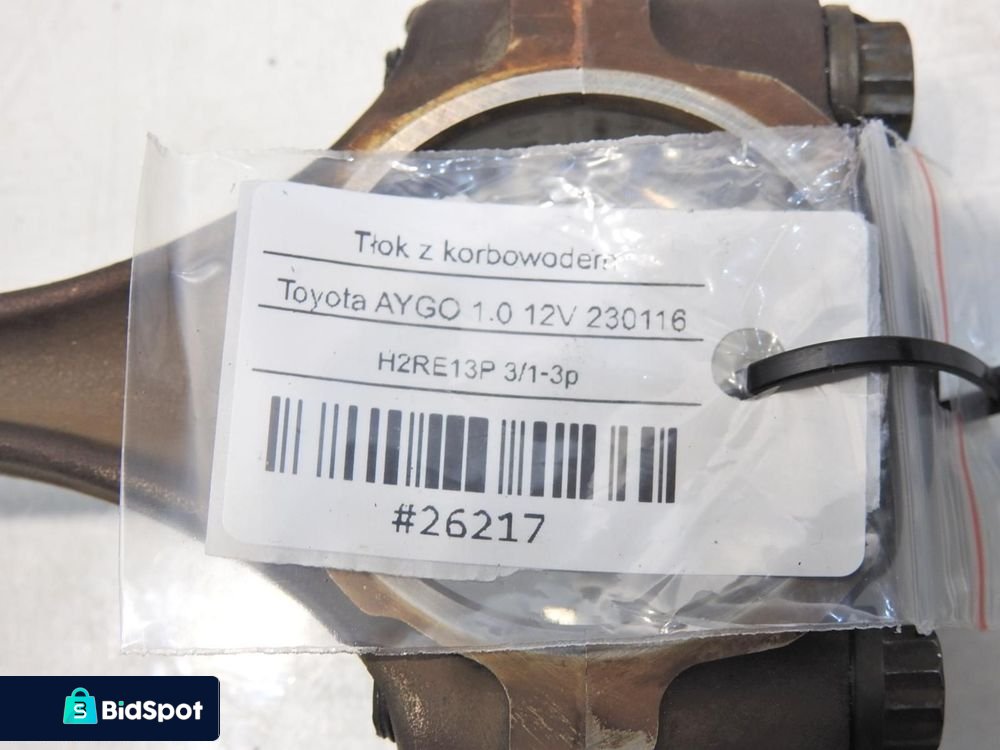 Tłok z korbowodem
Toyota AYGO 1.0 12V 230116
H2RE13P 3/1-3p
#26217
BidSpot